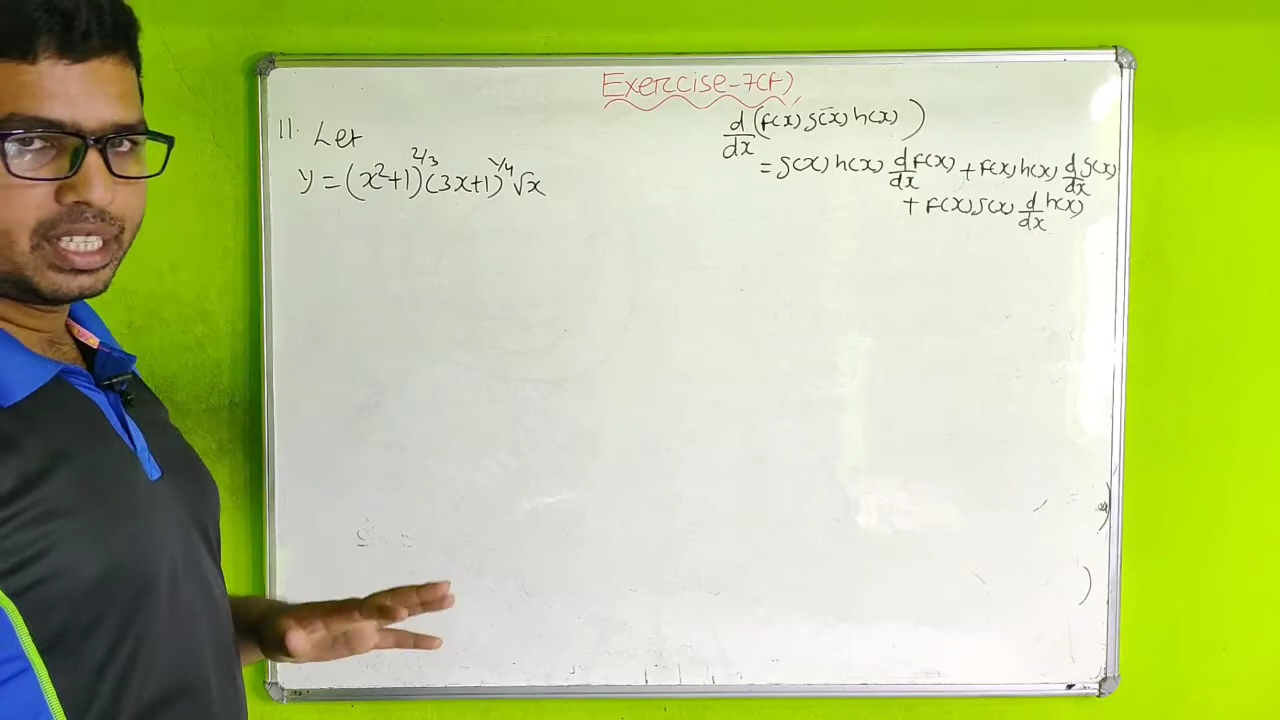 Exercise-7(f)
11. Let
y = (x²+1)^2/3 (3x+1)^1/4 √x
d/dx (f(x) g(x) h(x))
= g(x) h(x) d/dx f(x) + f(x) h(x) d/dx g(x)
+ f(x) g(x) d/dx h(x)